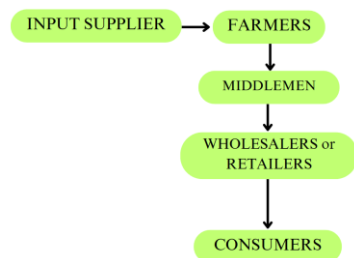 INPUT SUPPLIER
FARMERS
MIDDLEMEN
WHOLESALERS or
RETAILERS
CONSUMERS